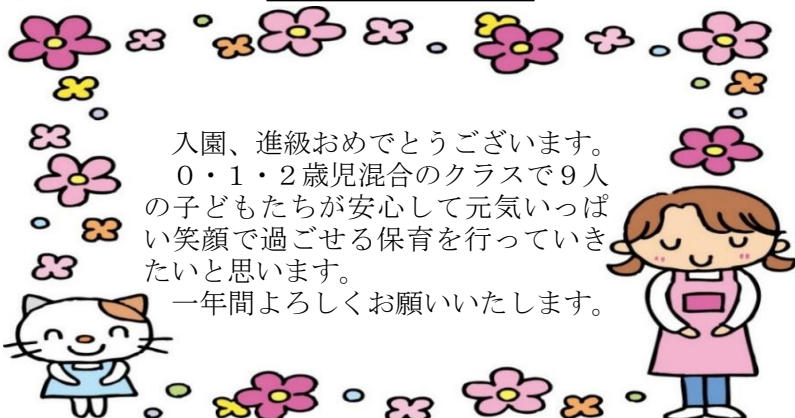 入園、進級おめでとうございます。
０・１・２歳児混合のクラスで９人
の子どもたちが安心して元気いっぱ
い笑顔で過ごせる保育を行っていき
たいと思います。
一年間よろしくお願いいたします。